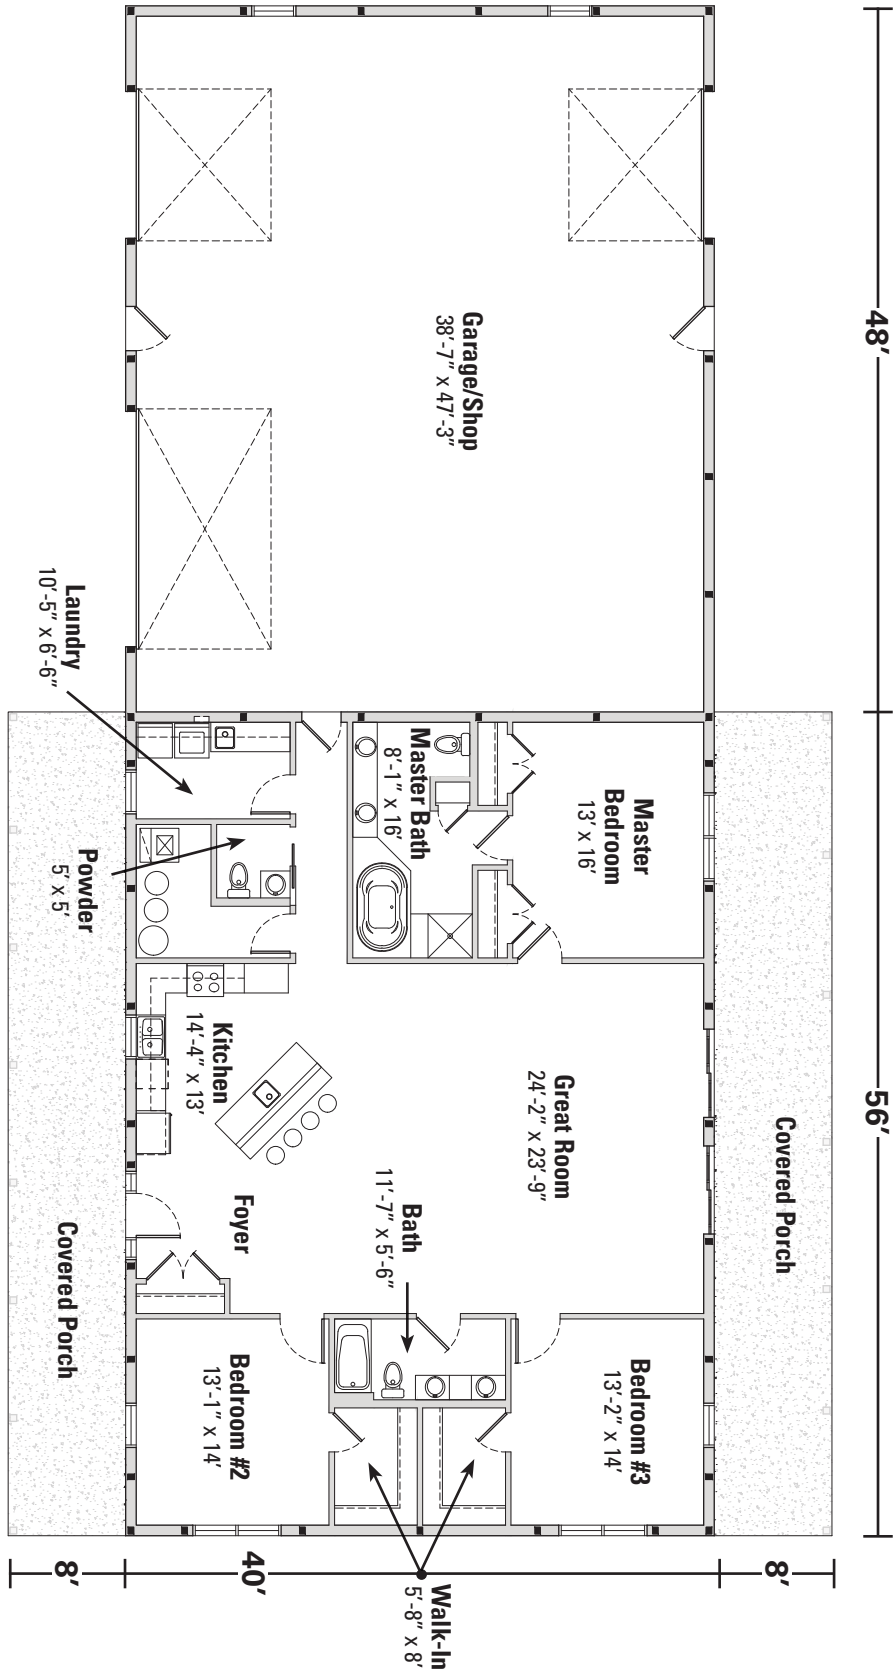 48’
56’
Garage/Shop
38’-7” x 47’-3”
Master
Bedroom
13’ x 16’
Master Bath
8’-1” x 16’
Laundry
10’-5” x 6’-6”
Powder
5’ x 5’
Kitchen
14’-4” x 13’
Great Room
24’-2” x 23’-9”
Covered Porch
Foyer
Bath
11’-7” x 5’-6”
Covered Porch
Bedroom #3
13’-2” x 14’
Bedroom #2
13’-1” x 14’
Walk-In
5’-8” x 8’
8’
40’
8’